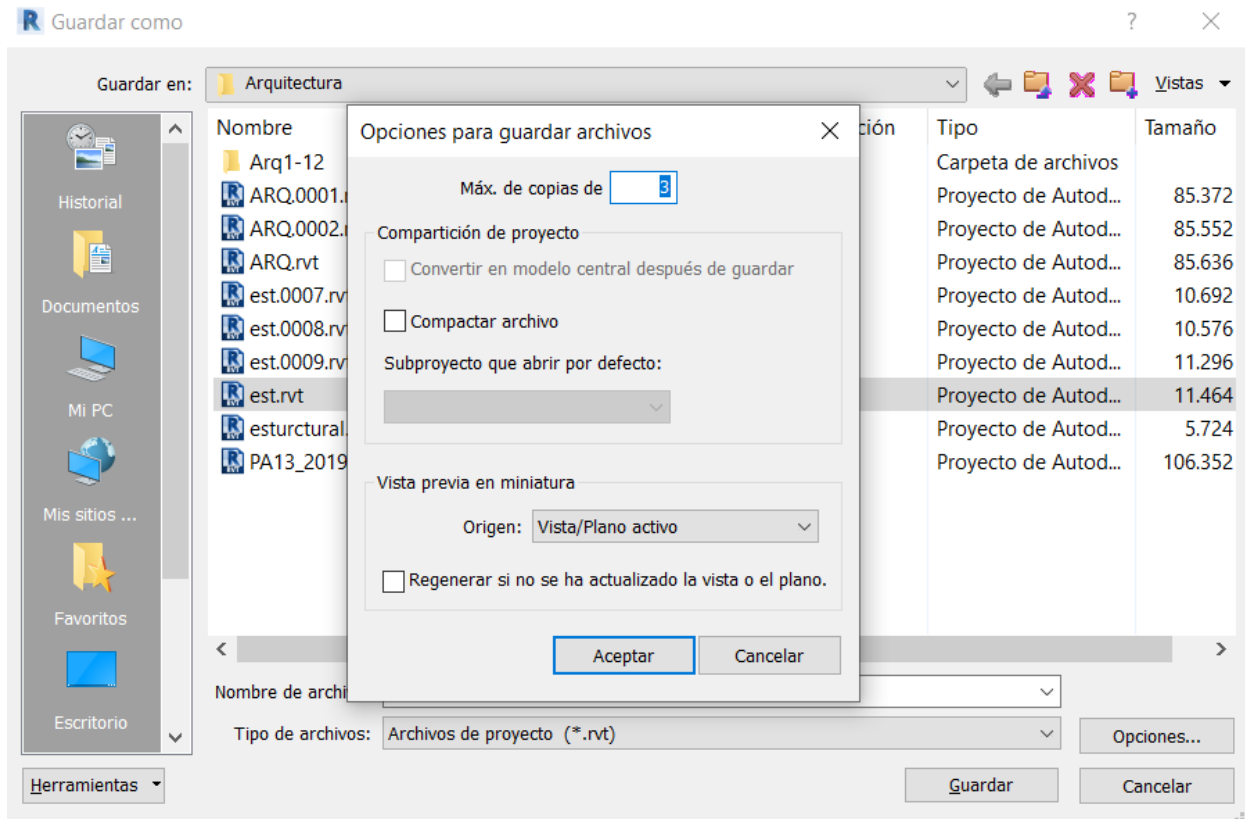 Guardar como
Guardar en: Arquitectura Vistas
Opciones para guardar archivos
Nombre ción Tipo Tamaño
Arq1-12 Carpeta de archivos
Máx. de copias de 3
Historial
ARQ.0001. Proyecto de Autod... 85.372
ARQ.0002. Proyecto de Autod... 85.552
Compartición de proyecto
ARQ.rvt Proyecto de Autod... 85.636
Convertir en modelo central después de guardar
est.0007.rvt Proyecto de Autod... 10.692
Documentos
est.0008.rvt Proyecto de Autod... 10.576
Compactar archivo
est.0009.rv Proyecto de Autod... 11.296
Subproyecto que abrir por defecto:
est.rvt Proyecto de Autod... 11.464
Mi PC
esturctural. Proyecto de Autod... 5.724
PA13_2019 Proyecto de Autod... 106.352
Vista previa en miniatura
Mis sitios ...
Origen: Vista/Plano activo
Regenerar si no se ha actualizado la vista o el plano.
Favoritos
Aceptar Cancelar
Nombre de archi
Escritorio
Tipo de archivos: Archivos de proyecto (*.rvt) Opciones...
Herramientas Guardar Cancelar